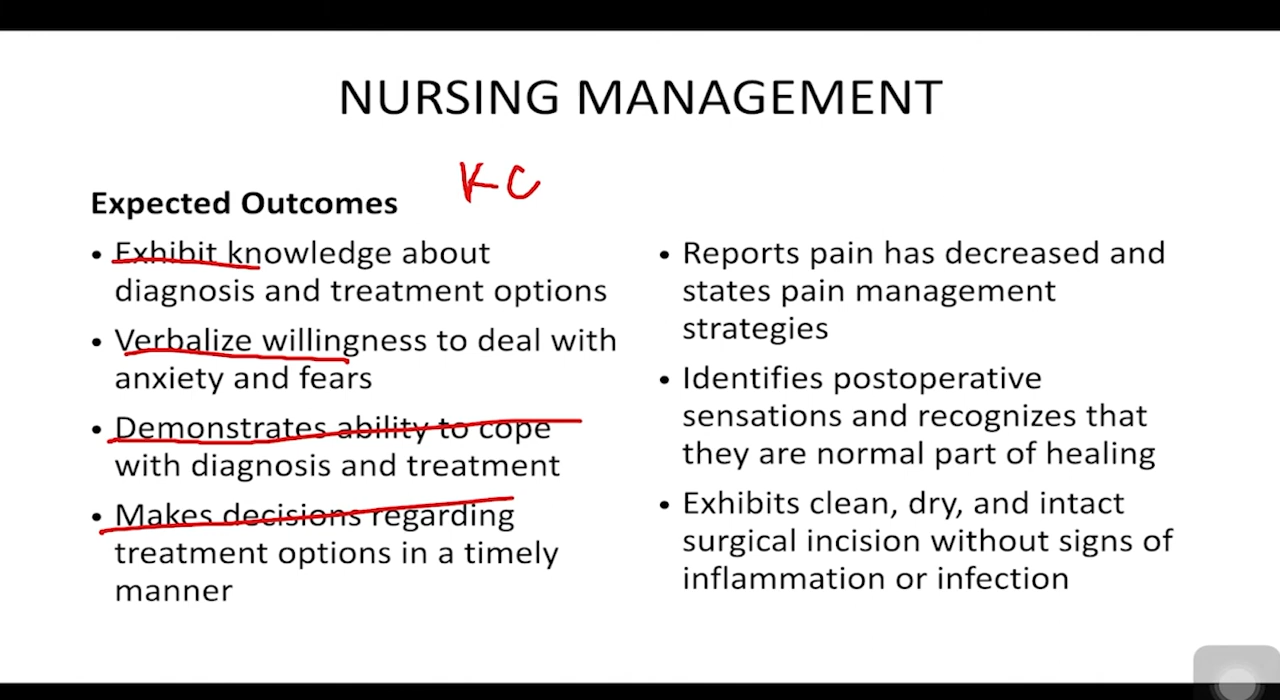 NURSING MANAGEMENT
KC
Expected Outcomes
• Exhibit knowledge about
diagnosis and treatment options
• Verbalize willingness to deal with
anxiety and fears
• Demonstrates ability to cope
with diagnosis and treatment
• Makes decisions regarding
treatment options in a timely
manner
• Reports pain has decreased and
states pain management
strategies
• Identifies postoperative
sensations and recognizes that
they are normal part of healing
• Exhibits clean, dry, and intact
surgical incision without signs of
inflammation or infection